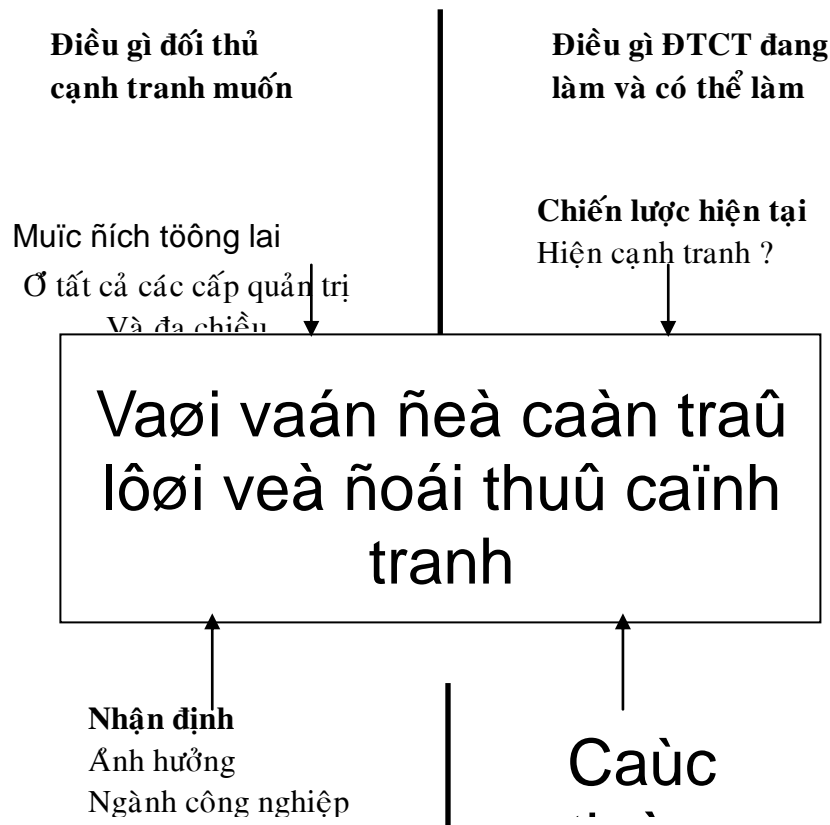 Điều gì đối thủ
cạnh tranh muốn
Điều gì ĐTCT đang
làm và có thể làm
Muïc ñích töông lai
Ở tất cả các cấp quản trị
Và đa chiều
Chiến lược hiện tại
Hiện cạnh tranh ?
Vaøi vaán ñeà caàn traû
lôøi veà ñoái thuû caïnh
tranh
Nhận định
Ảnh hưởng
Ngành công nghiệp
Caùc